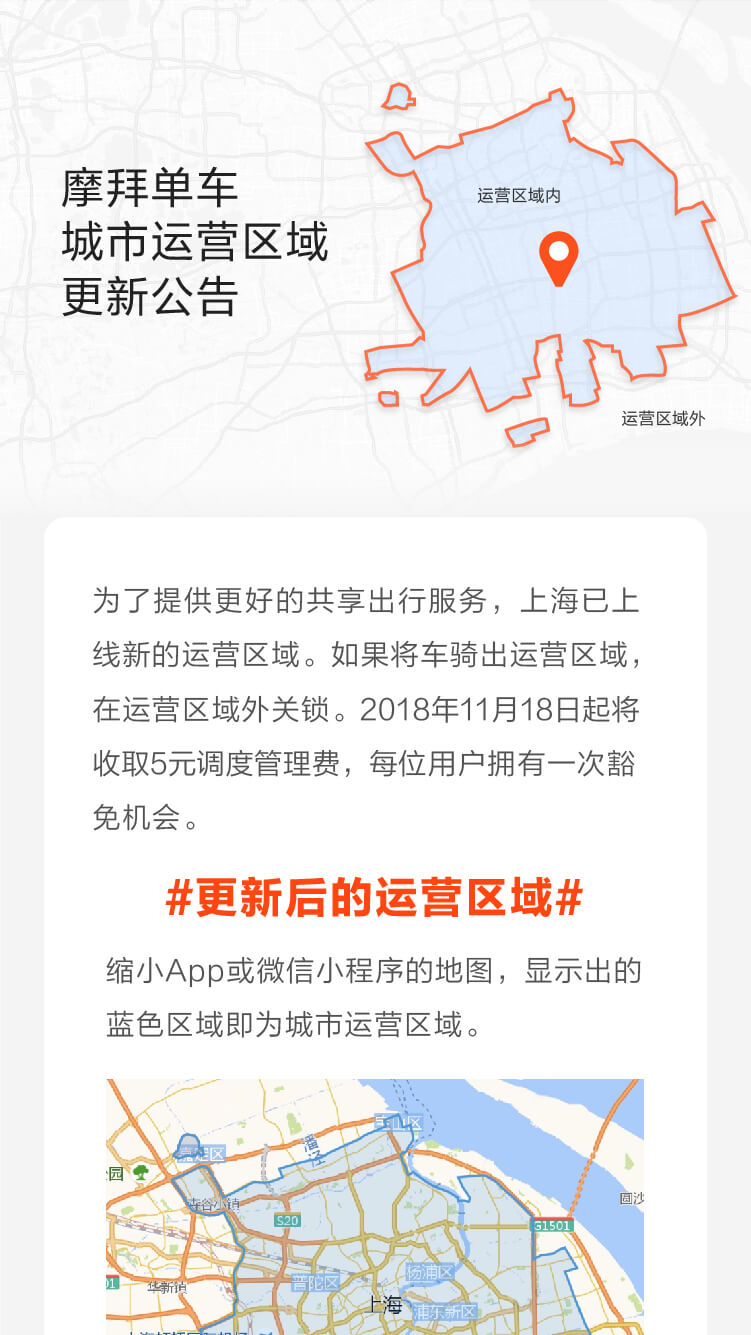 摩拜单车
城市运营区域
更新公告
运营区域内
运营区域外
为了提供更好的共享出行服务，上海已上
线新的运营区域。如果将车骑出运营区域，
在运营区域外关锁。2018年11月18日起将
收取5元调度管理费，每位用户拥有一次豁
免机会。
#更新后的运营区域#
缩小App或微信小程序的地图，显示出的
蓝色区域即为城市运营区域。
宝山区
潘泾
嘉定区
公园
圆沙
S20
G1501
杨浦区
普陀区
华新镇
上海
浦东新区